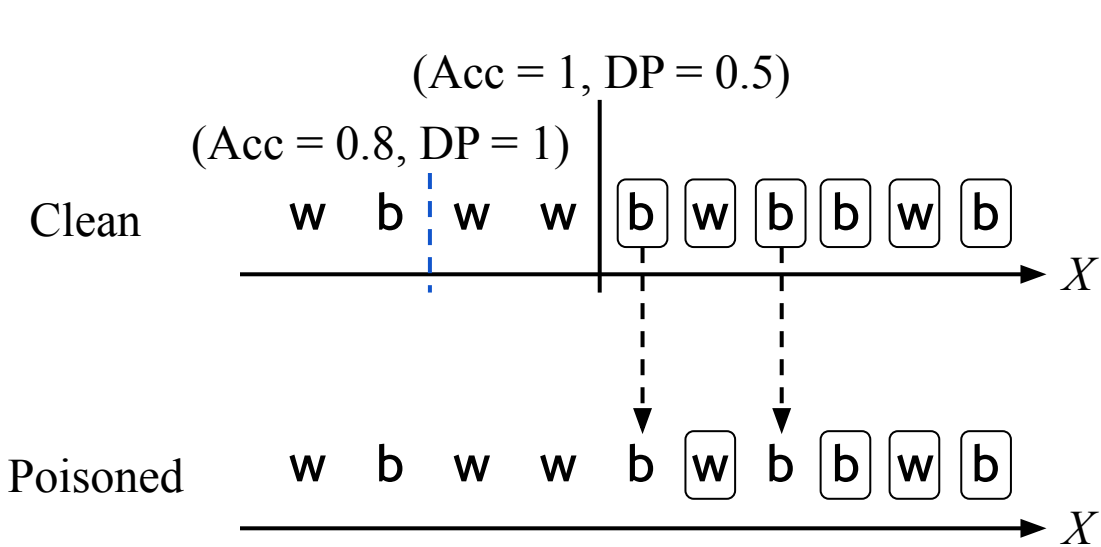 (Acc = 1, DP = 0.5)
(Acc = 0.8, DP = 1)
Clean w b w w b w b b w b
X
Poisoned w b w w b w b b w b
X